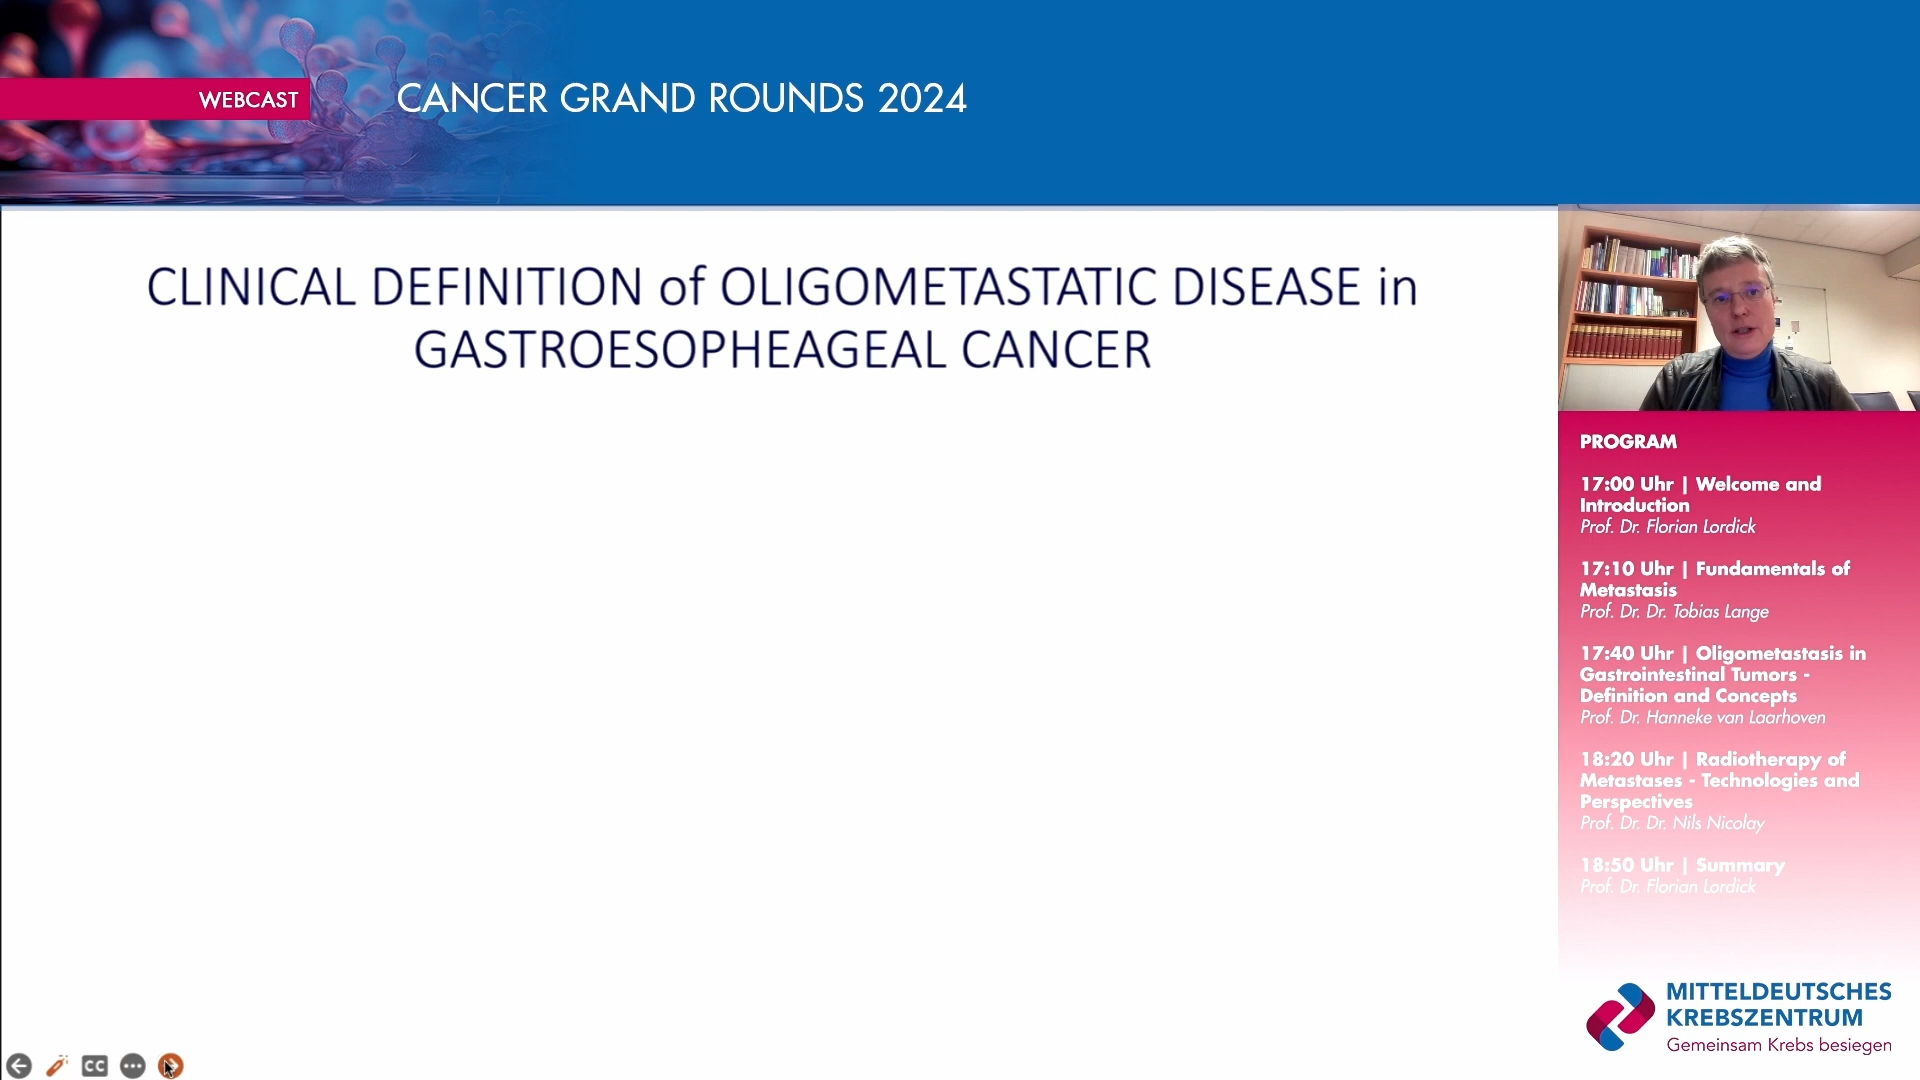 WEBCAST
CANCER GRAND ROUNDS 2024
CLINICAL DEFINITION of OLIGOMETASTATIC DISEASE in
GASTROESOPHEAGEAL CANCER
PROGRAM
17:00 Uhr | Welcome and
Introduction
Prof. Dr. Florian Lordick
17:10 Uhr | Fundamentals of
Metastasis
Prof. Dr. Dr. Tobias Lange
17:40 Uhr | Oligometastasis in
Gastrointestinal Tumors -
Definition and Concepts
Prof. Dr. Hanneke van Laarhoven
18:20 Uhr | Radiotherapy of
Metastases - Technologies and
Perspectives
Prof. Dr. Dr. Nils Nicolay
18:50 Uhr | Summary
Prof. Dr. Florian Lordick
MITTELDEUTSCHES
KREBSZENTRUM
Gemeinsam Krebs besiegen
CC